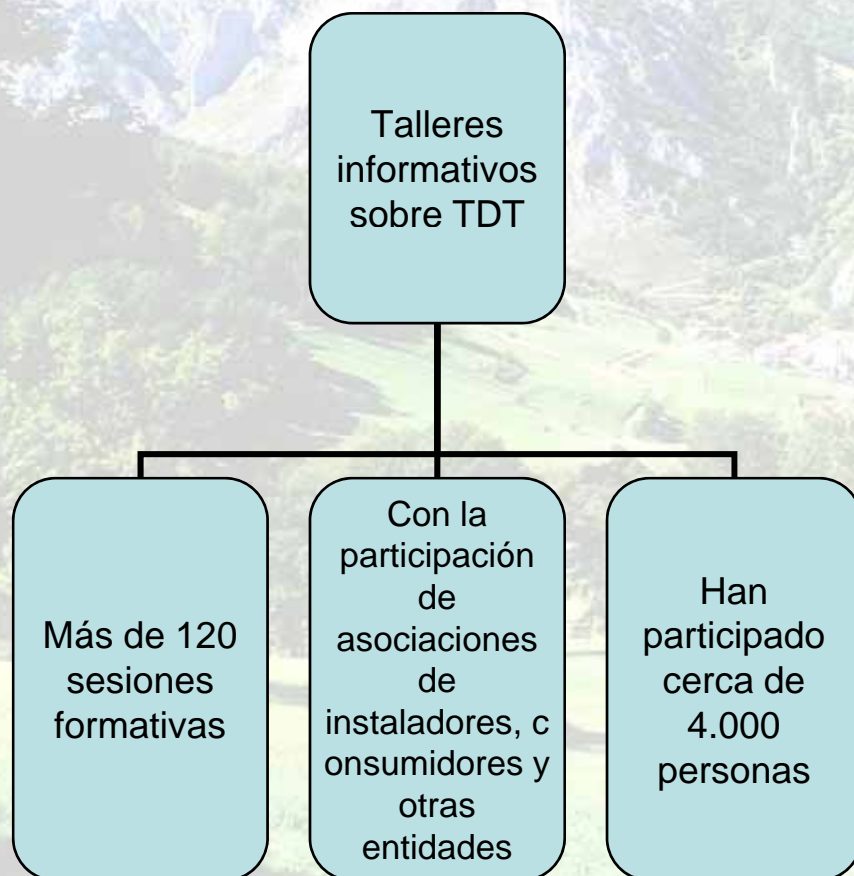 Talleres
informativos
sobre TDT
Más de 120
sesiones
formativas
Con la
participación
de
asociaciones
de
instaladores, c
onsumidores y
otras
entidades
Han
participado
cerca de
4.000
personas